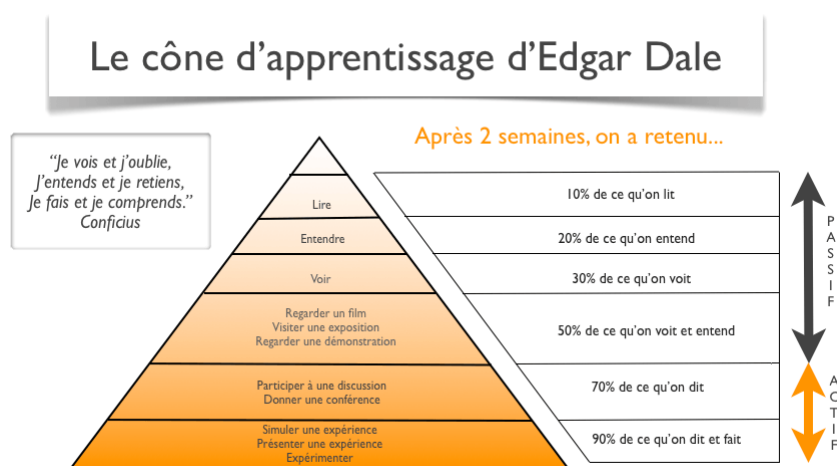 Le cône d'apprentissage d'Edgar Dale
"Je vois et j'oublie,
J'entends et je retiens,
Je fais et je comprends."
Conficius
Après 2 semaines, on a retenu...
Lire
10% de ce qu'on lit
Entendre
20% de ce qu'on entend
Voir
30% de ce qu'on voit
Regarder un film
Visiter une exposition
Regarder une démonstration
50% de ce qu'on voit et entend
Participer à une discussion
Donner une conférence
70% de ce qu'on dit
Simuler une expérience
Présenter une expérience
Expérimenter
90% de ce qu'on dit et fait
PASSIF
ACTIF